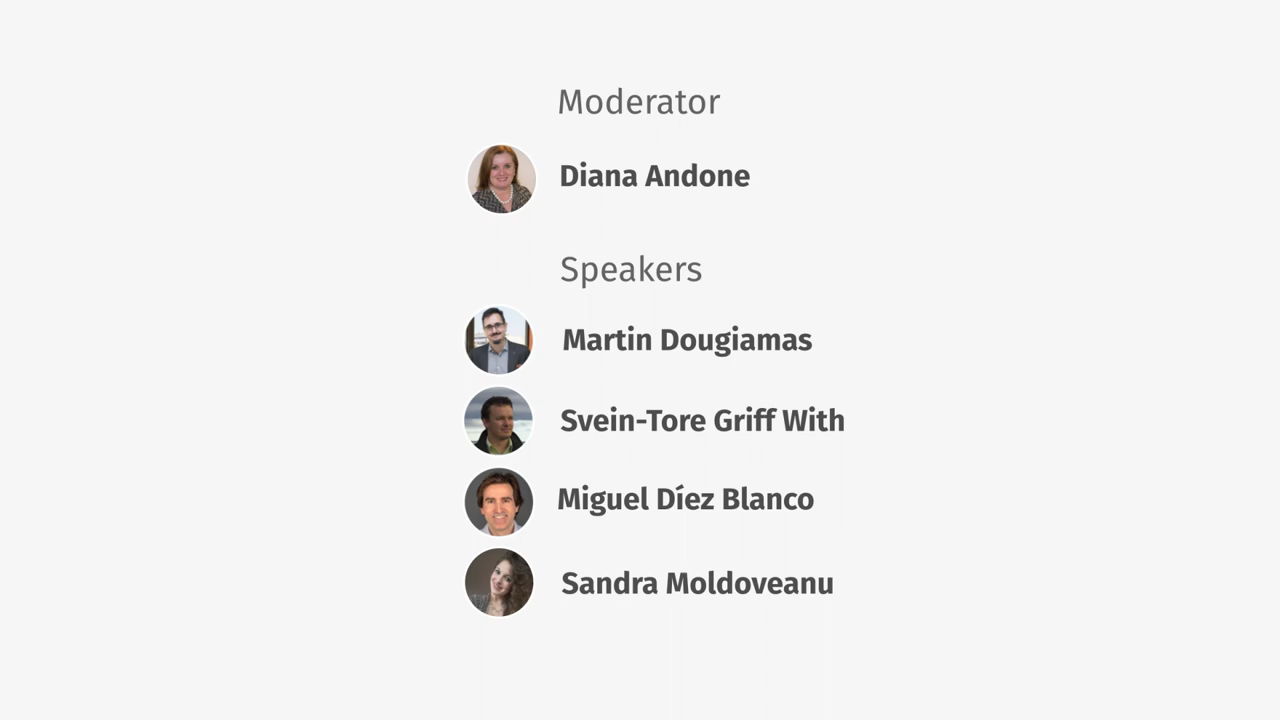 Moderator
Diana Andone
Speakers
Martin Dougiamas
Svein-Tore Griff With
Miguel Díez Blanco
Sandra Moldoveanu